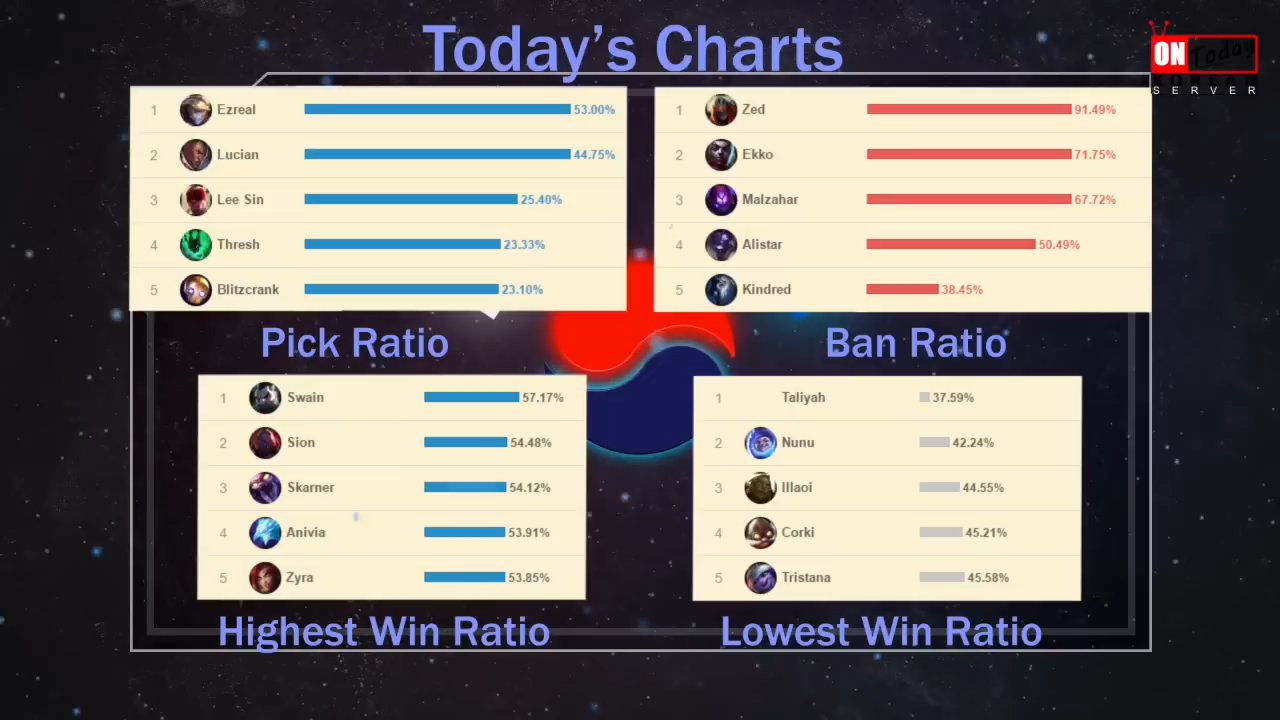 Today's Charts
ON Today
SERVER
1 Ezreal 53.00%
2 Lucian 44.75%
3 Lee Sin 25.40%
4 Thresh 23.33%
5 Blitzcrank 23.10%
Pick Ratio
1 Zed 91.49%
2 Ekko 71.75%
3 Malzahar 67.72%
4 Alistar 50.49%
5 Kindred 38.45%
Ban Ratio
1 Swain 57.17%
2 Sion 54.48%
3 Skarner 54.12%
4 Anivia 53.91%
5 Zyra 53.85%
Highest Win Ratio
1 Taliyah 37.59%
2 Nunu 42.24%
3 Illaoi 44.55%
4 Corki 45.21%
5 Tristana 45.58%
Lowest Win Ratio